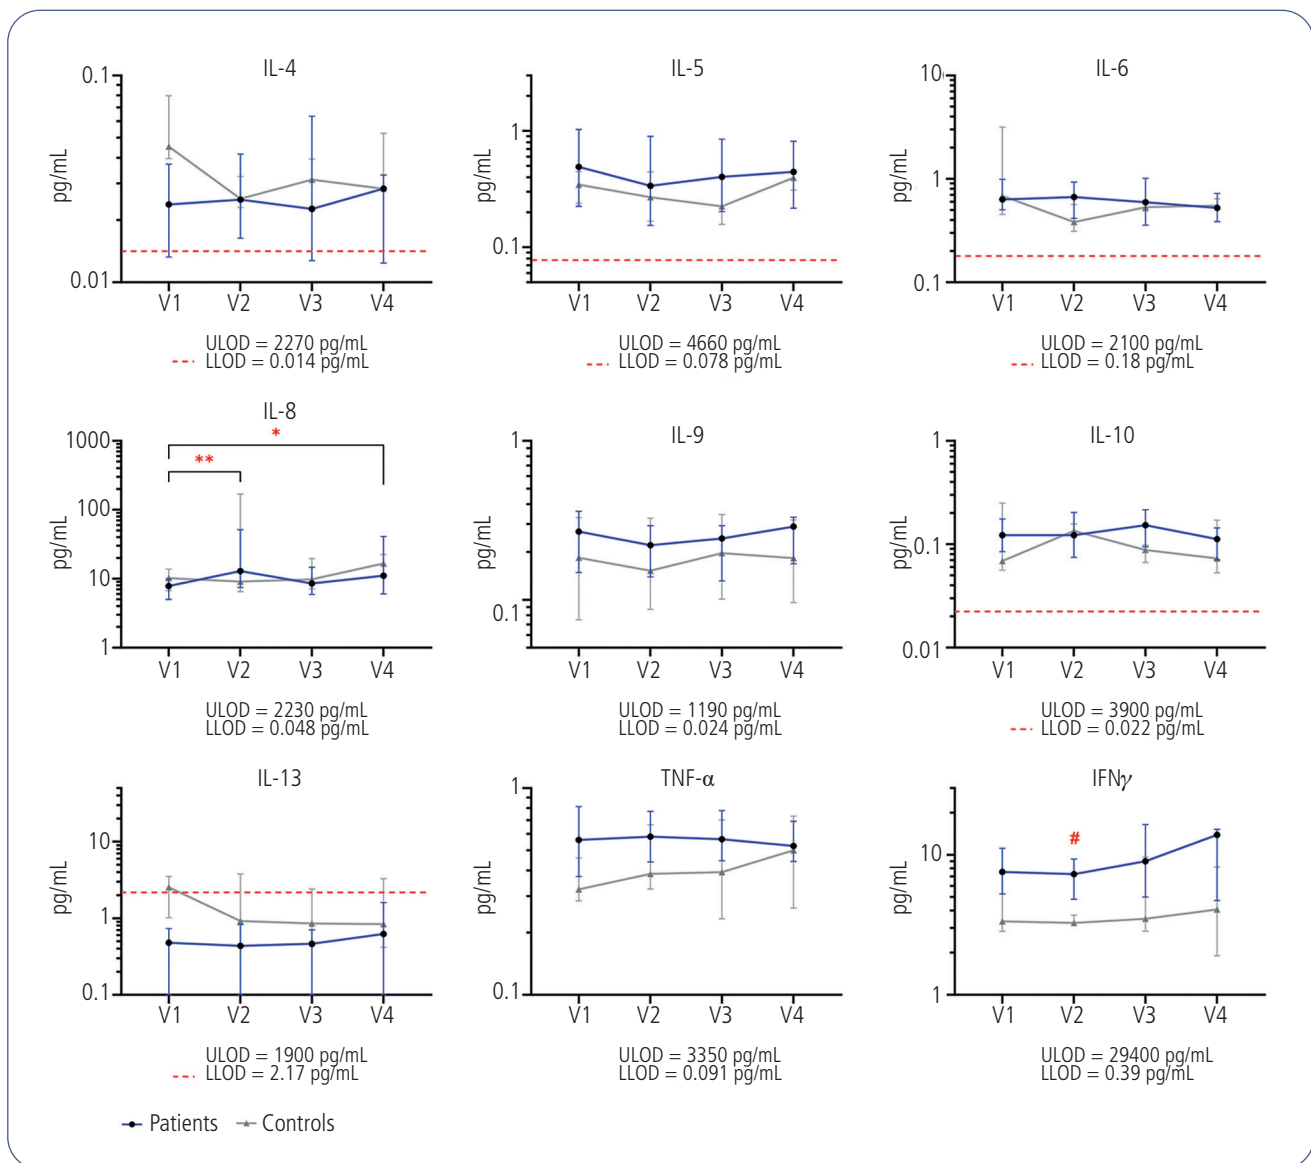 IL-4
0.1
0.01
pg/mL
V1 V2 V3 V4
ULOD = 2270 pg/mL
LLOD = 0.014 pg/mL
IL-5
1
0.1
pg/mL
V1 V2 V3 V4
ULOD = 4660 pg/mL
LLOD = 0.078 pg/mL
IL-6
10
1
0.1
pg/mL
V1 V2 V3 V4
ULOD = 2100 pg/mL
LLOD = 0.18 pg/mL
IL-8
*
**
1000
100
10
1
pg/mL
V1 V2 V3 V4
ULOD = 2230 pg/mL
LLOD = 0.048 pg/mL
IL-9
1
0.1
pg/mL
V1 V2 V3 V4
ULOD = 1190 pg/mL
LLOD = 0.024 pg/mL
IL-10
1
0.1
0.01
pg/mL
V1 V2 V3 V4
ULOD = 3900 pg/mL
LLOD = 0.022 pg/mL
IL-13
10
1
0.1
pg/mL
V1 V2 V3 V4
ULOD = 1900 pg/mL
LLOD = 2.17 pg/mL
TNF-α
1
0.1
pg/mL
V1 V2 V3 V4
ULOD = 3350 pg/mL
LLOD = 0.091 pg/mL
IFNγ
#
10
1
pg/mL
V1 V2 V3 V4
ULOD = 29400 pg/mL
LLOD = 0.39 pg/mL
Patients Controls